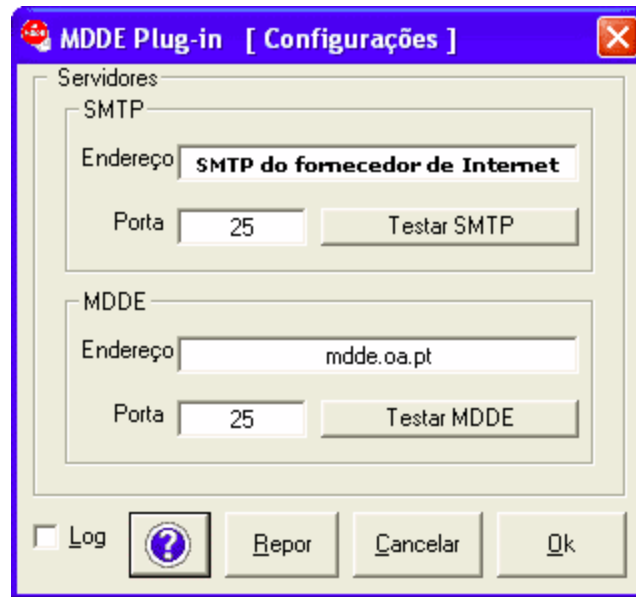 MDDE Plug-in [ Configurações ]
Servidores
SMTP
Endereço SMTP do fornecedor de Internet
Porta 25 Testar SMTP
MDDE
Endereço mdde.oa.pt
Porta 25 Testar MDDE
Log ? Repor Cancelar Ok